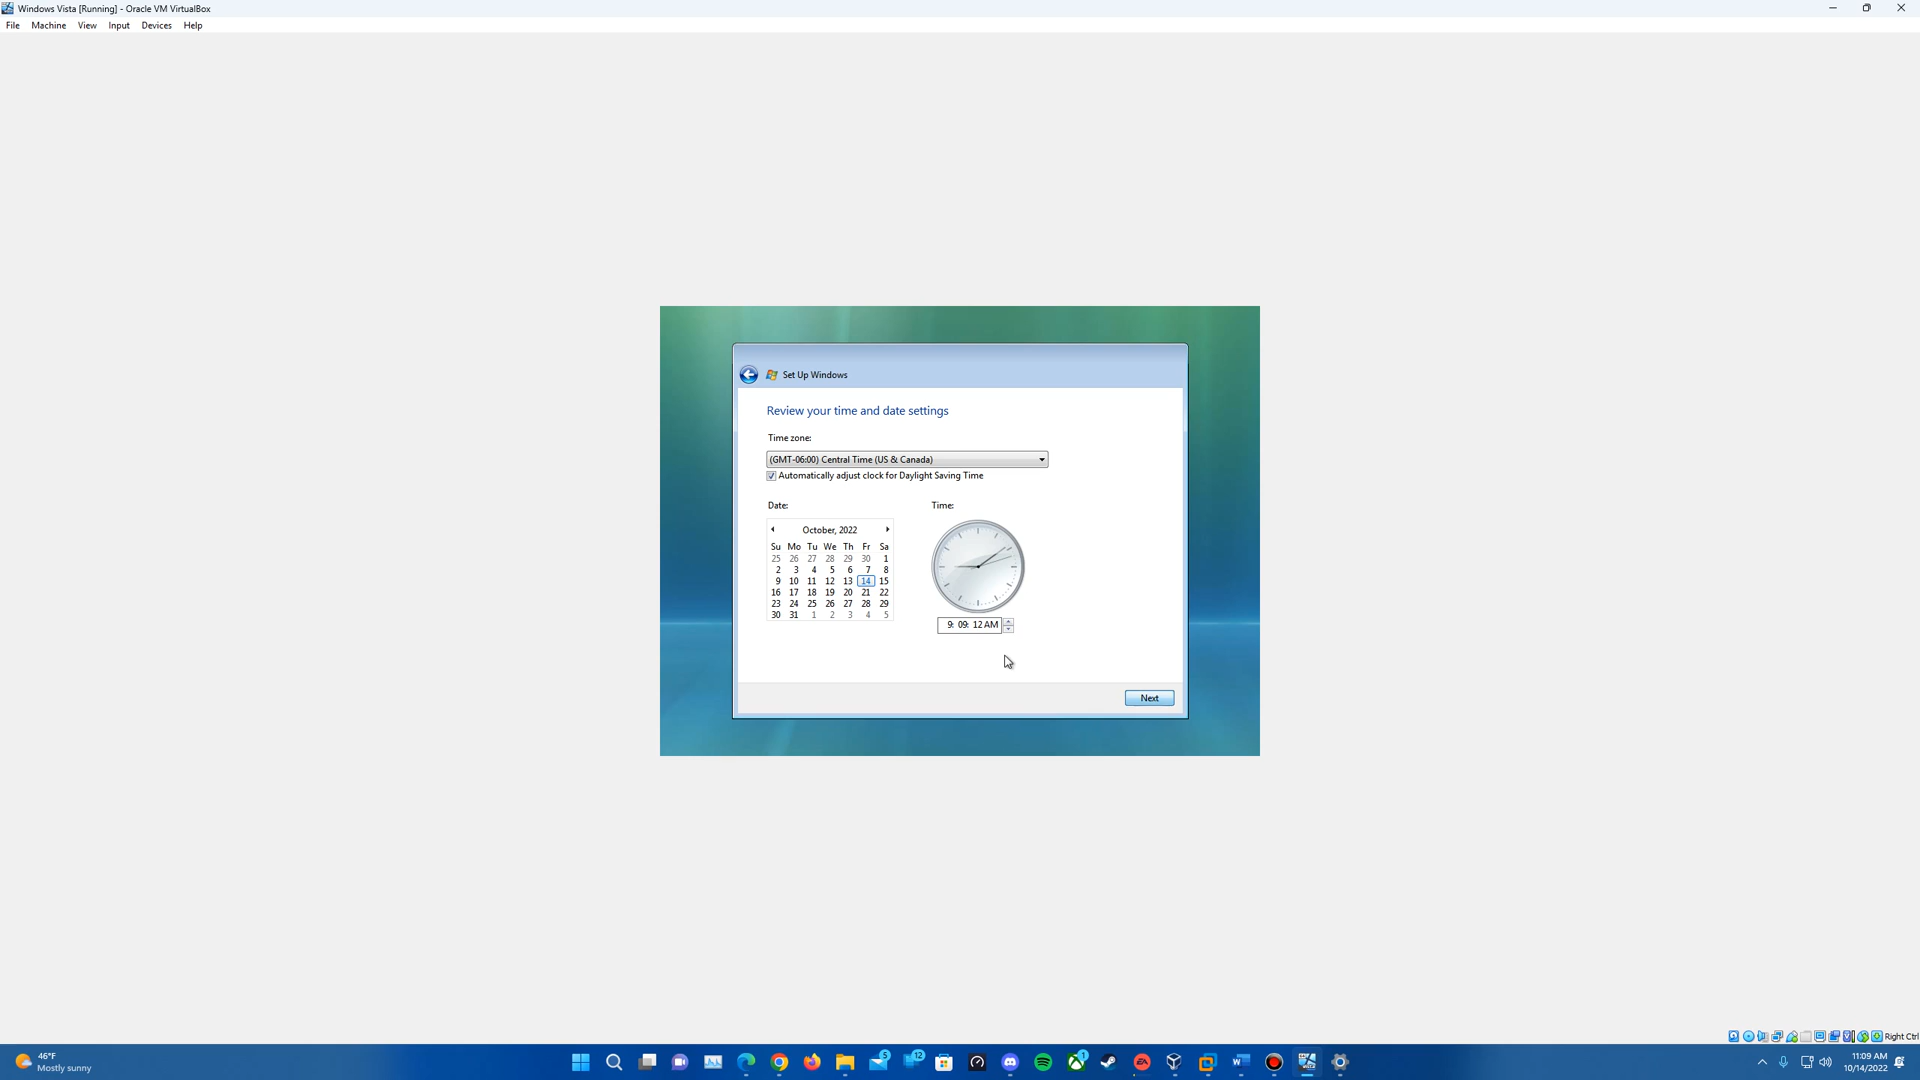 Windows Vista [Running] - Oracle VM VirtualBox
File Machine View Input Devices Help
Set Up Windows
Review your time and date settings
Time zone:
(GMT-06:00) Central Time (US & Canada)
Automatically adjust clock for Daylight Saving Time
Date: Time:
October, 2022
Su Mo Tu We Th Fr Sa
25 26 27 28 29 30 1
2 3 4 5 6 7 8
9 10 11 12 13 14 15
16 17 18 19 20 21 22
23 24 25 26 27 28 29
30 31 1 2 3 4 5
9: 09: 12 AM
Next
Right Ctrl
46°F
Mostly sunny
5
12
1
EA
11:09 AM
10/14/2022